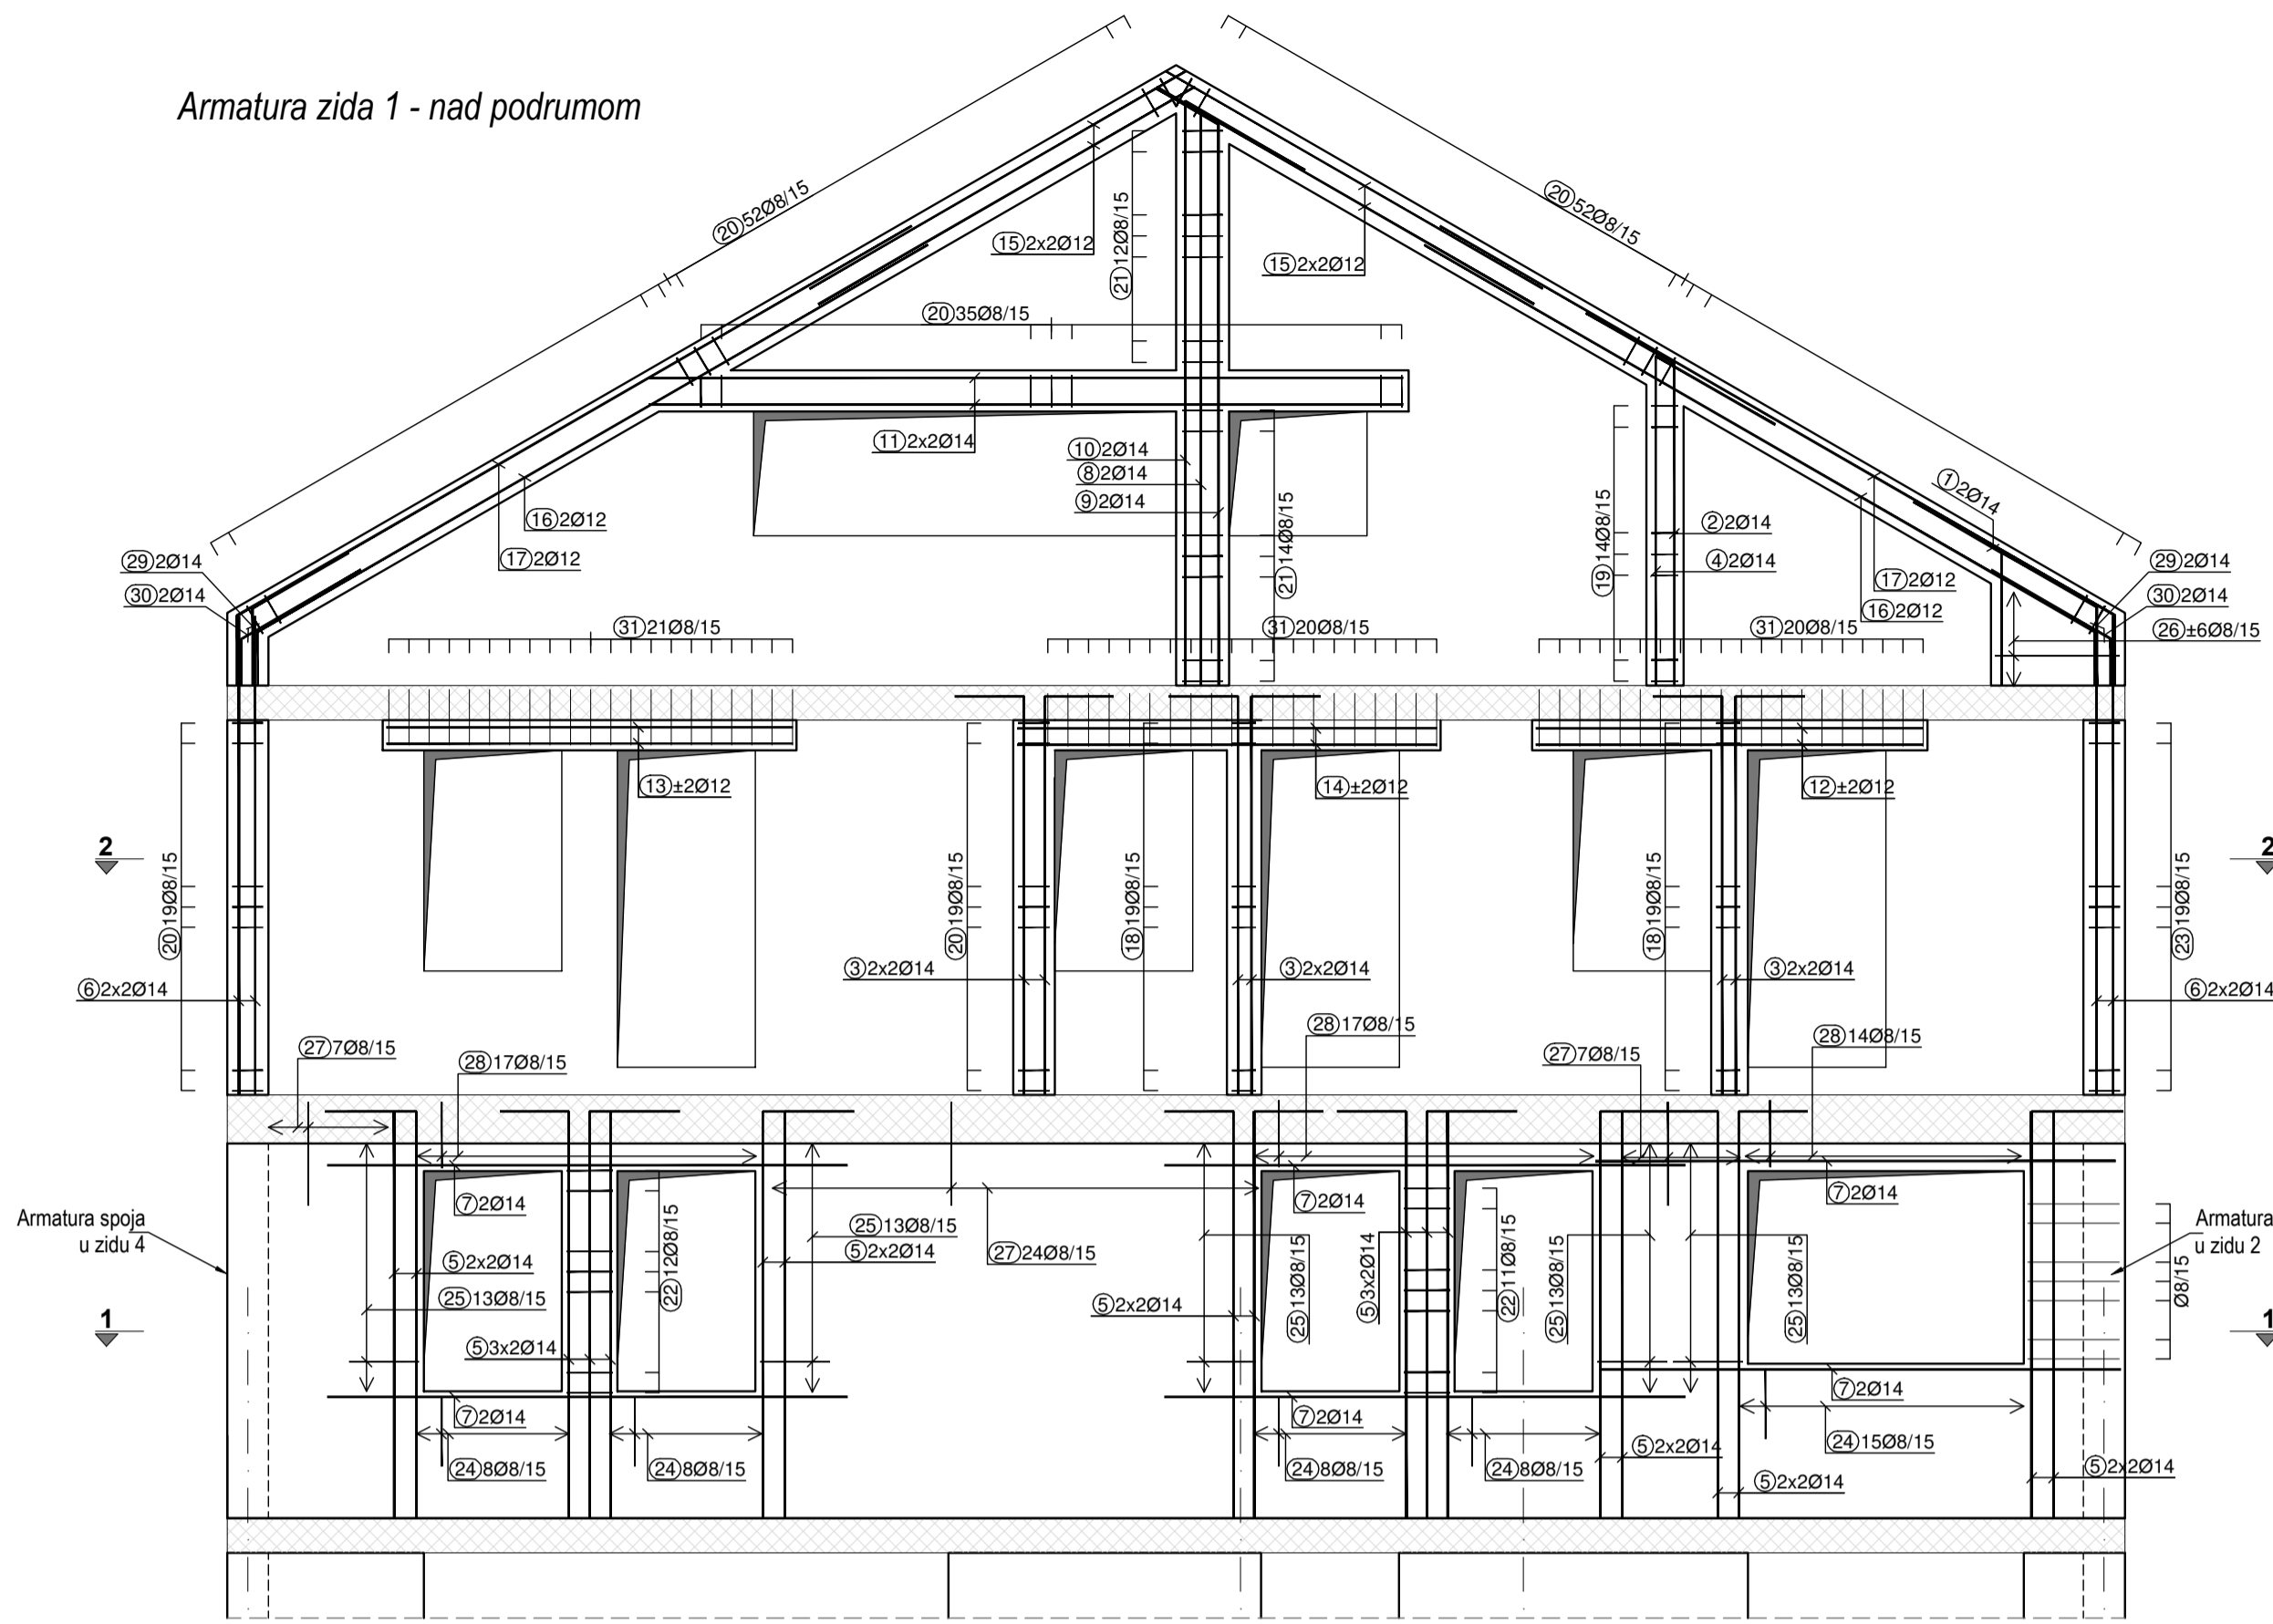 Armatura zida 1 - nad podrumom
20 52Ø8/15
20 52Ø8/15
15 2x2Ø12
21 12Ø8/15
15 2x2Ø12
20 35Ø8/15
11 2x2Ø14
10 2Ø14
8 2Ø14
9 2Ø14
21 14Ø8/15
19 14Ø8/15
2 2Ø14
4 2Ø14
1 2Ø14
16 2Ø12
17 2Ø12
17 2Ø12
16 2Ø12
29 2Ø14
30 2Ø14
29 2Ø14
30 2Ø14
26 ±6Ø8/15
31 21Ø8/15
31 20Ø8/15
31 20Ø8/15
13 ±2Ø12
14 ±2Ø12
12 ±2Ø12
2
2
20 19Ø8/15
20 19Ø8/15
18 19Ø8/15
18 19Ø8/15
23 19Ø8/15
6 2x2Ø14
3 2x2Ø14
3 2x2Ø14
3 2x2Ø14
6 2x2Ø14
27 7Ø8/15
28 17Ø8/15
28 17Ø8/15
27 7Ø8/15
28 14Ø8/15
Armatura spoja
u zidu 4
7 2Ø14
5 2x2Ø14
25 13Ø8/15
5 3x2Ø14
22 12Ø8/15
25 13Ø8/15
5 2x2Ø14
27 24Ø8/15
5 2x2Ø14
7 2Ø14
25 13Ø8/15
5 3x2Ø14
22 11Ø8/15
25 13Ø8/15
7 2Ø14
25 13Ø8/15
Ø8/15
Armatura
u zidu 2
1
1
7 2Ø14
7 2Ø14
7 2Ø14
24 8Ø8/15
24 8Ø8/15
24 8Ø8/15
24 8Ø8/15
5 2x2Ø14
24 15Ø8/15
5 2x2Ø14
5 2x2Ø14